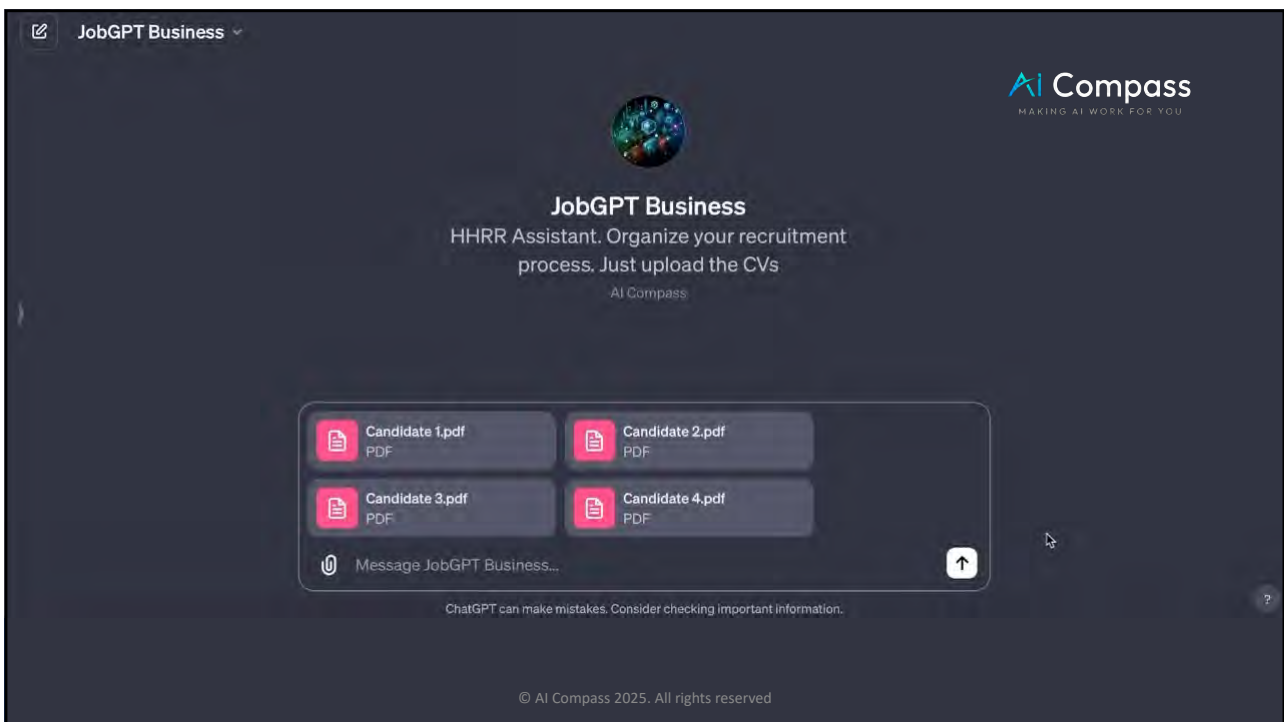 JobGPT Business
Ai Compass
MAKING AI WORK FOR YOU
JobGPT Business
HHRR Assistant. Organize your recruitment
process. Just upload the CVs
AI Compass
Candidate 1.pdf
PDF
Candidate 2.pdf
PDF
Candidate 3.pdf
PDF
Candidate 4.pdf
PDF
Message JobGPT Business...
ChatGPT can make mistakes. Consider checking important information.
?
© AI Compass 2025. All rights reserved